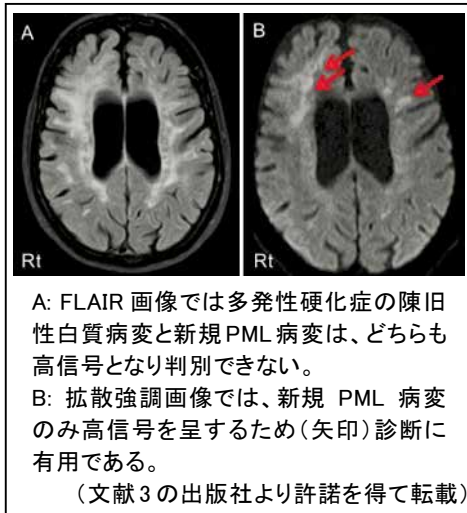 A
B
Rt
Rt
A: FLAIR 画像では多発性硬化症の陳旧
性白質病変と新規PML病変は、どちらも
高信号となり判別できない。
B: 拡散強調画像では、新規 PML 病変
のみ高信号を呈するため(矢印)診断に
有用である。
(文献3の出版社より許諾を得て転載)